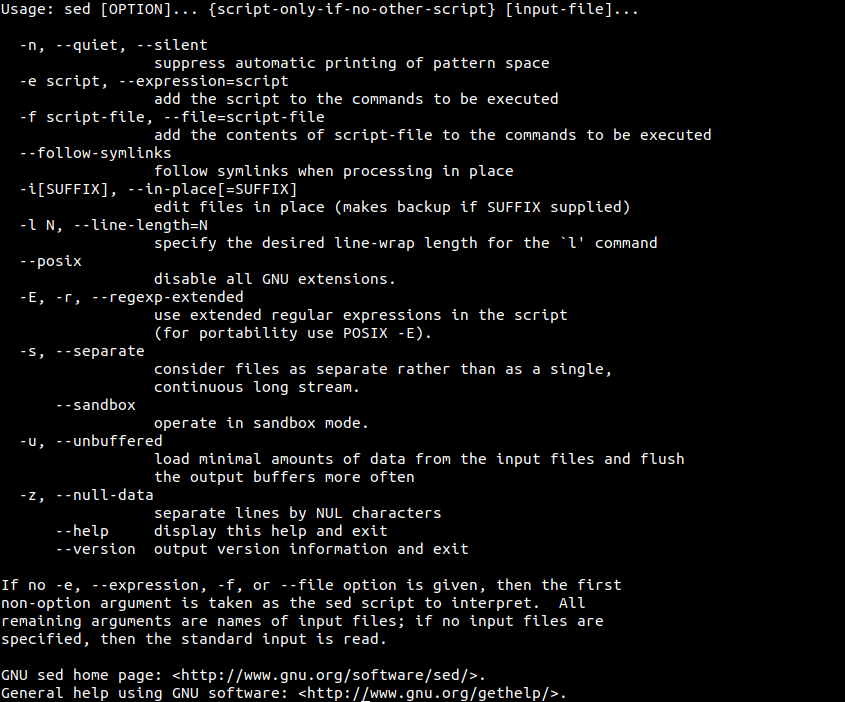 Usage: sed [OPTION]... {script-only-if-no-other-script} [input-file]...

  -n, --quiet, --silent
                 suppress automatic printing of pattern space
  -e script, --expression=script
                 add the script to the commands to be executed
  -f script-file, --file=script-file
                 add the contents of script-file to the commands to be executed
  --follow-symlinks
                 follow symlinks when processing in place
  -i[SUFFIX], --in-place[=SUFFIX]
                 edit files in place (makes backup if SUFFIX supplied)
  -l N, --line-length=N
                 specify the desired line-wrap length for the `l' command
  --posix
                 disable all GNU extensions.
  -E, -r, --regexp-extended
                 use extended regular expressions in the script
                 (for portability use POSIX -E).
  -s, --separate
                 consider files as separate rather than as a single,
                 continuous long stream.
      --sandbox
                 operate in sandbox mode.
  -u, --unbuffered
                 load minimal amounts of data from the input files and flush
                 the output buffers more often
  -z, --null-data
                 separate lines by NUL characters
      --help     display this help and exit
      --version  output version information and exit

If no -e, --expression, -f, or --file option is given, then the first
non-option argument is taken as the sed script to interpret.  All
remaining arguments are names of input files; if no input files are
specified, then the standard input is read.

GNU sed home page: <http://www.gnu.org/software/sed/>.
General help using GNU software: <http://www.gnu.org/gethelp/>.